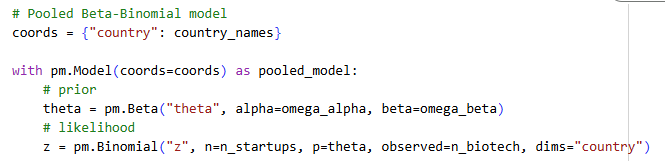 # Pooled Beta-Binomial model
coords = {"country": country_names}
with pm.Model(coords=coords) as pooled_model:
# prior
theta = pm.Beta("theta", alpha=omega_alpha, beta=omega_beta)
# likelihood
z = pm.Binomial("z", n=n_startups, p=theta, observed=n_biotech, dims="country")